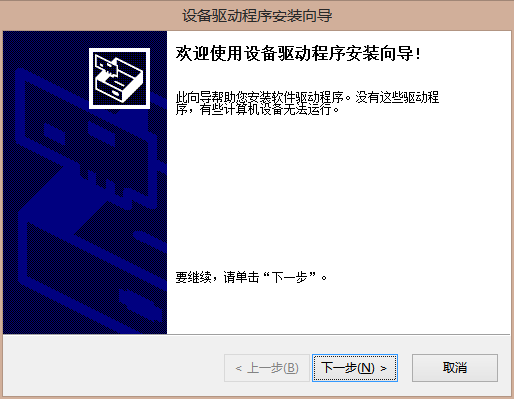 设备驱动程序安装向导
欢迎使用设备驱动程序安装向导!
此向导帮助您安装软件驱动程序。没有这些驱动程
序，有些计算机设备无法运行。
要继续，请单击“下一步”。
< 上一步(B) 下一步(N) > 取消